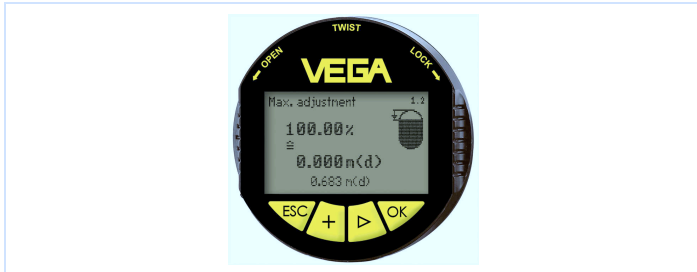 TWIST
← OPEN
LOCK →
VEGA
Max. adjustment 1.2
100.00%
≙
0.000m(d)
0.683 m(d)
ESC + ▷ OK